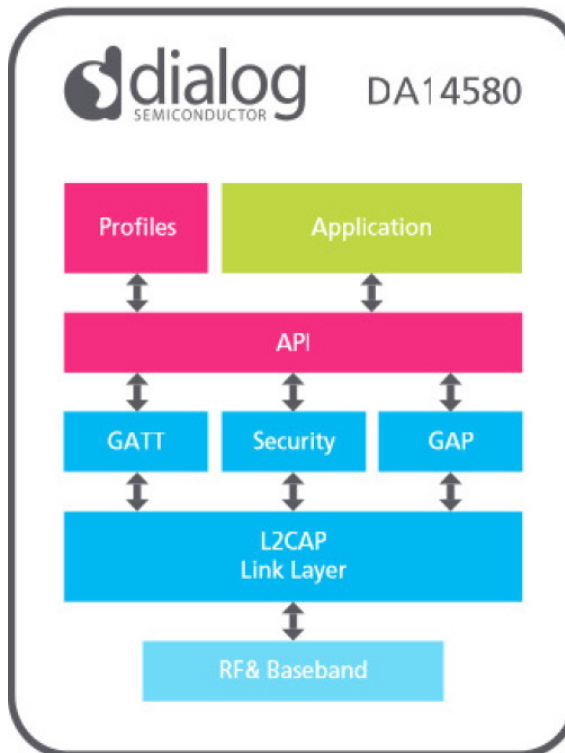 dialog
SEMICONDUCTOR
DA14580
Profiles
Application
API
GATT
Security
GAP
L2CAP
Link Layer
RF& Baseband